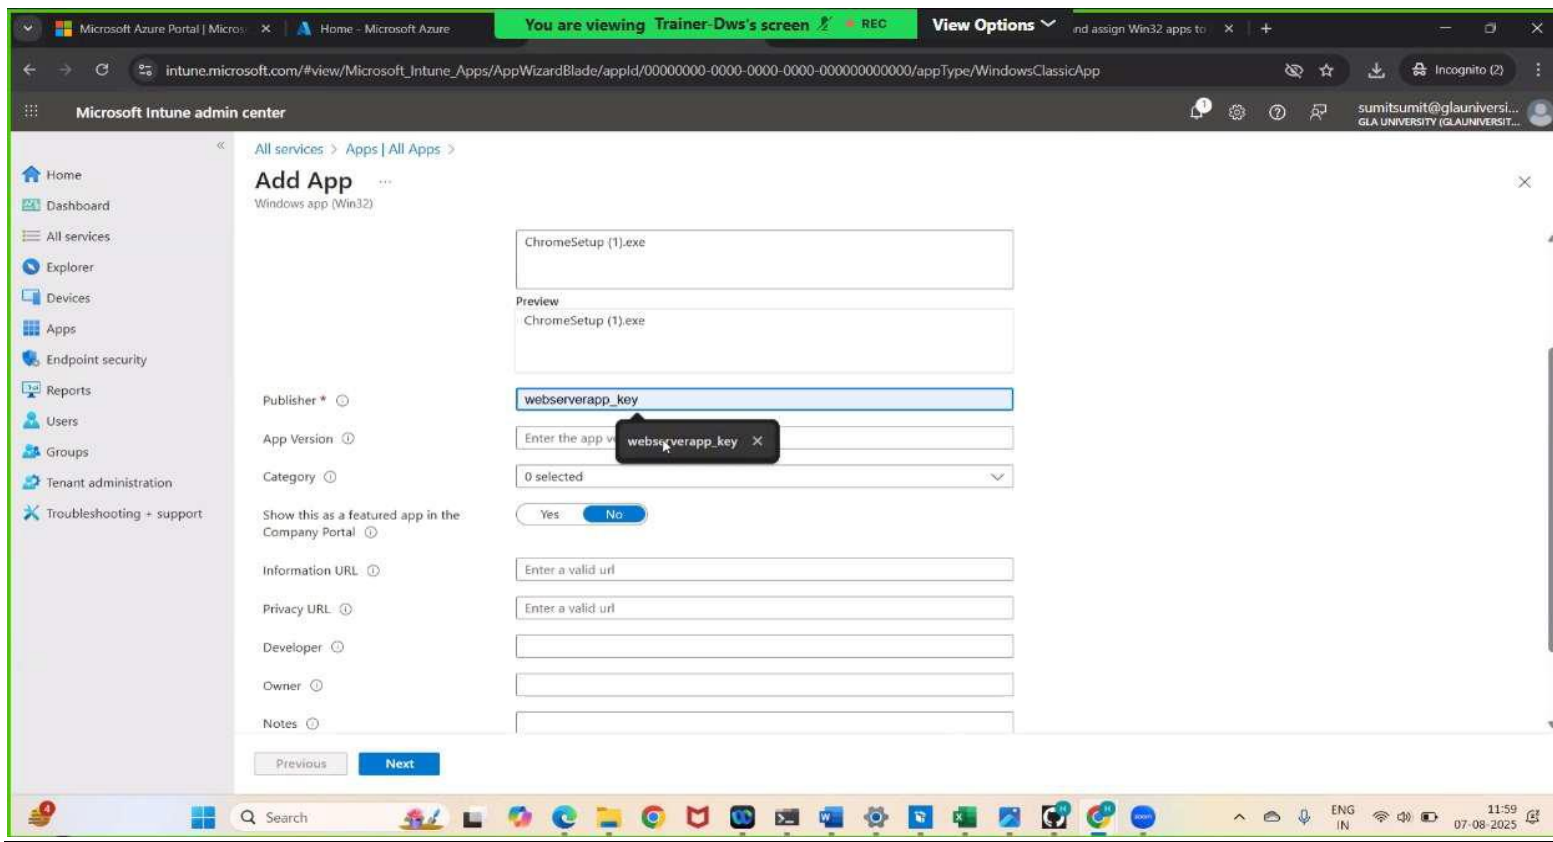 Microsoft Azure Portal | Micros
Home - Microsoft Azure
You are viewing Trainer-Dws's screen
REC
View Options
nd assign Win32 apps to
intune.microsoft.com/#view/Microsoft_Intune_Apps/AppWizardBlade/appId/00000000-0000-0000-0000-000000000000/appType/WindowsClassicApp
Incognito (2)
Microsoft Intune admin center
1
sumitsumit@glauniversi...
GLA UNIVERSITY (GLAUNIVERSIT...
Home
Dashboard
All services
Explorer
Devices
Apps
Endpoint security
Reports
Users
Groups
Tenant administration
Troubleshooting + support
All services > Apps | All Apps >
Add App ...
Windows app (Win32)
ChromeSetup (1).exe
Preview
ChromeSetup (1).exe
Publisher *
webserverapp_key
App Version
Enter the app v
webserverapp_key
Category
0 selected
Show this as a featured app in the
Company Portal
Yes
No
Information URL
Enter a valid url
Privacy URL
Enter a valid url
Developer
Owner
Notes
Previous
Next
4
Search
zoom
ENG
IN
11:59
07-08-2025